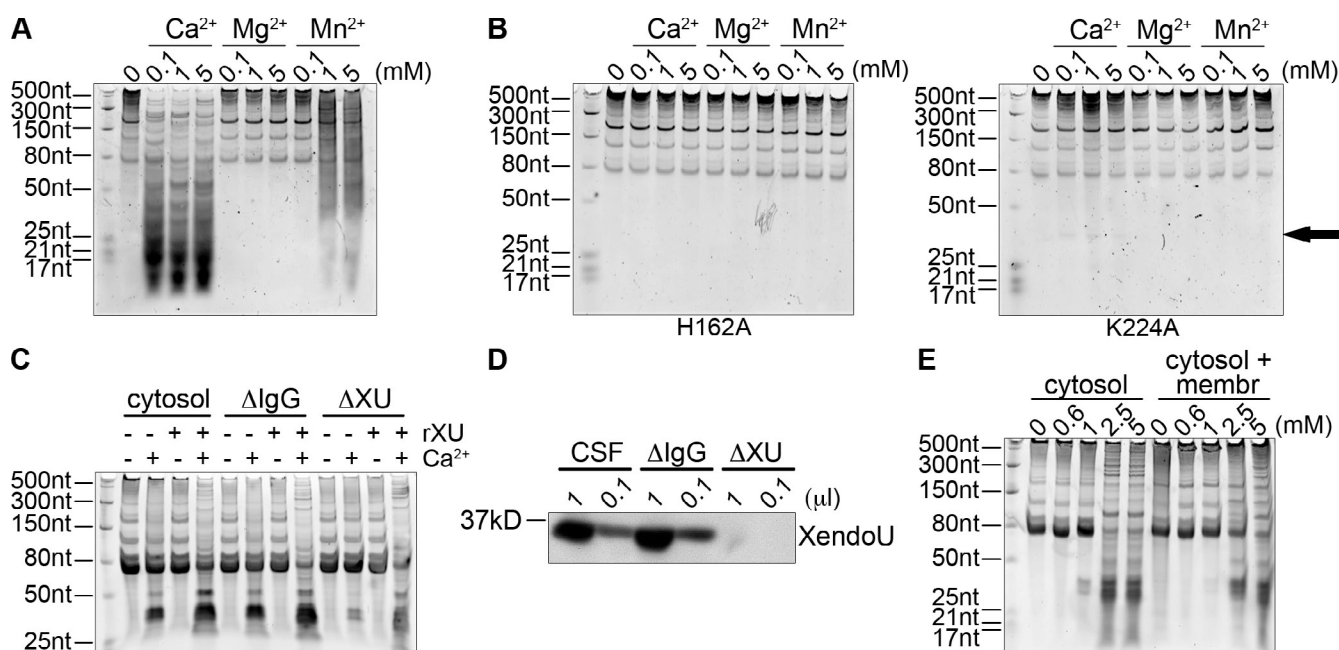 A
Ca²⁺ Mg²⁺ Mn²⁺
0 0.1 1 5 0.1 1 5 0.1 1 5 (mM)
500nt
300nt
150nt
80nt
50nt
25nt
21nt
17nt
B
Ca²⁺ Mg²⁺ Mn²⁺
0 0.1 1 5 0.1 1 5 0.1 1 5 (mM)
500nt
300nt
150nt
80nt
50nt
25nt
21nt
17nt
H162A
Ca²⁺ Mg²⁺ Mn²⁺
0 0.1 1 5 0.1 1 5 0.1 1 5 (mM)
500nt
300nt
150nt
80nt
50nt
25nt
21nt
17nt
K224A
C
cytosol ΔIgG ΔXU
- - + + - - + + - - + + rXU
- + - + - + - + - + - + Ca²⁺
500nt
300nt
150nt
80nt
50nt
25nt
D
CSF ΔIgG ΔXU
1 0.1 1 0.1 1 0.1 (µl)
37kD
XendoU
E
cytosol cytosol +
membr
0 0.6 1 2.5 5 0 0.6 1 2.5 5 (mM)
500nt
300nt
150nt
80nt
50nt
25nt
21nt
17nt